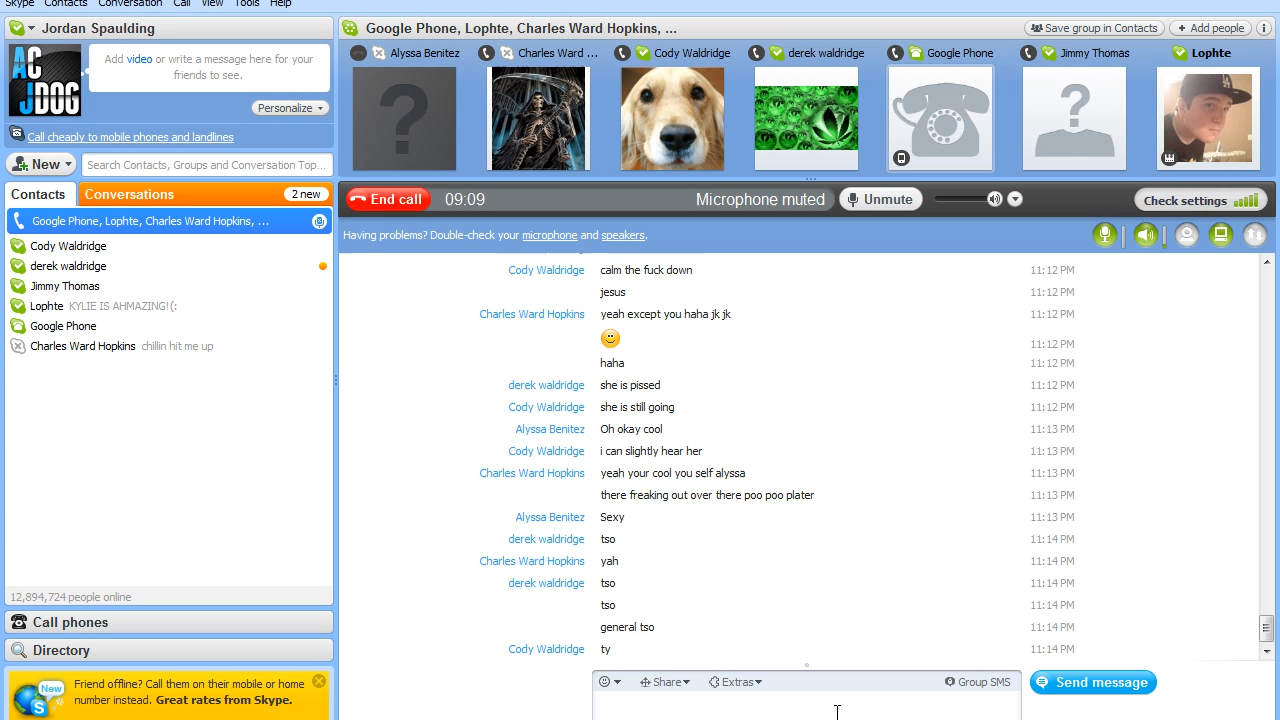 Skype Contacts Conversation Call View Tools Help
Jordan Spaulding
AC
JDOG
Add video or write a message here for your
friends to see.
Personalize
Call cheaply to mobile phones and landlines
New
Search Contacts, Groups and Conversation Top...
Contacts
Conversations
2 new
Google Phone, Lophte, Charles Ward Hopkins, ...
Cody Waldridge
derek waldridge
Jimmy Thomas
Lophte KYLIE IS AHMAZING!(:
Google Phone
Charles Ward Hopkins chillin hit me up
12,894,724 people online
Call phones
Directory
New
Friend offline? Call them on their mobile or home
number instead. Great rates from Skype.
Google Phone, Lophte, Charles Ward Hopkins, ...
Save group in Contacts
+ Add people
Alyssa Benitez
Charles Ward ...
Cody Waldridge
derek waldridge
Google Phone
Jimmy Thomas
Lophte
End call
09:09
Microphone muted
Unmute
Check settings
Having problems? Double-check your microphone and speakers.
Cody Waldridge calm the fuck down 11:12 PM
jesus 11:12 PM
Charles Ward Hopkins yeah except you haha jk jk 11:12 PM
11:12 PM
haha 11:12 PM
derek waldridge she is pissed 11:12 PM
Cody Waldridge she is still going 11:12 PM
Alyssa Benitez Oh okay cool 11:13 PM
Cody Waldridge i can slightly hear her 11:13 PM
Charles Ward Hopkins yeah your cool you self alyssa 11:13 PM
there freaking out over there poo poo plater 11:13 PM
Alyssa Benitez Sexy 11:13 PM
derek waldridge tso 11:14 PM
Charles Ward Hopkins yah 11:14 PM
derek waldridge tso 11:14 PM
tso 11:14 PM
general tso 11:14 PM
Cody Waldridge ty 11:14 PM
Share
Extras
Group SMS
Send message